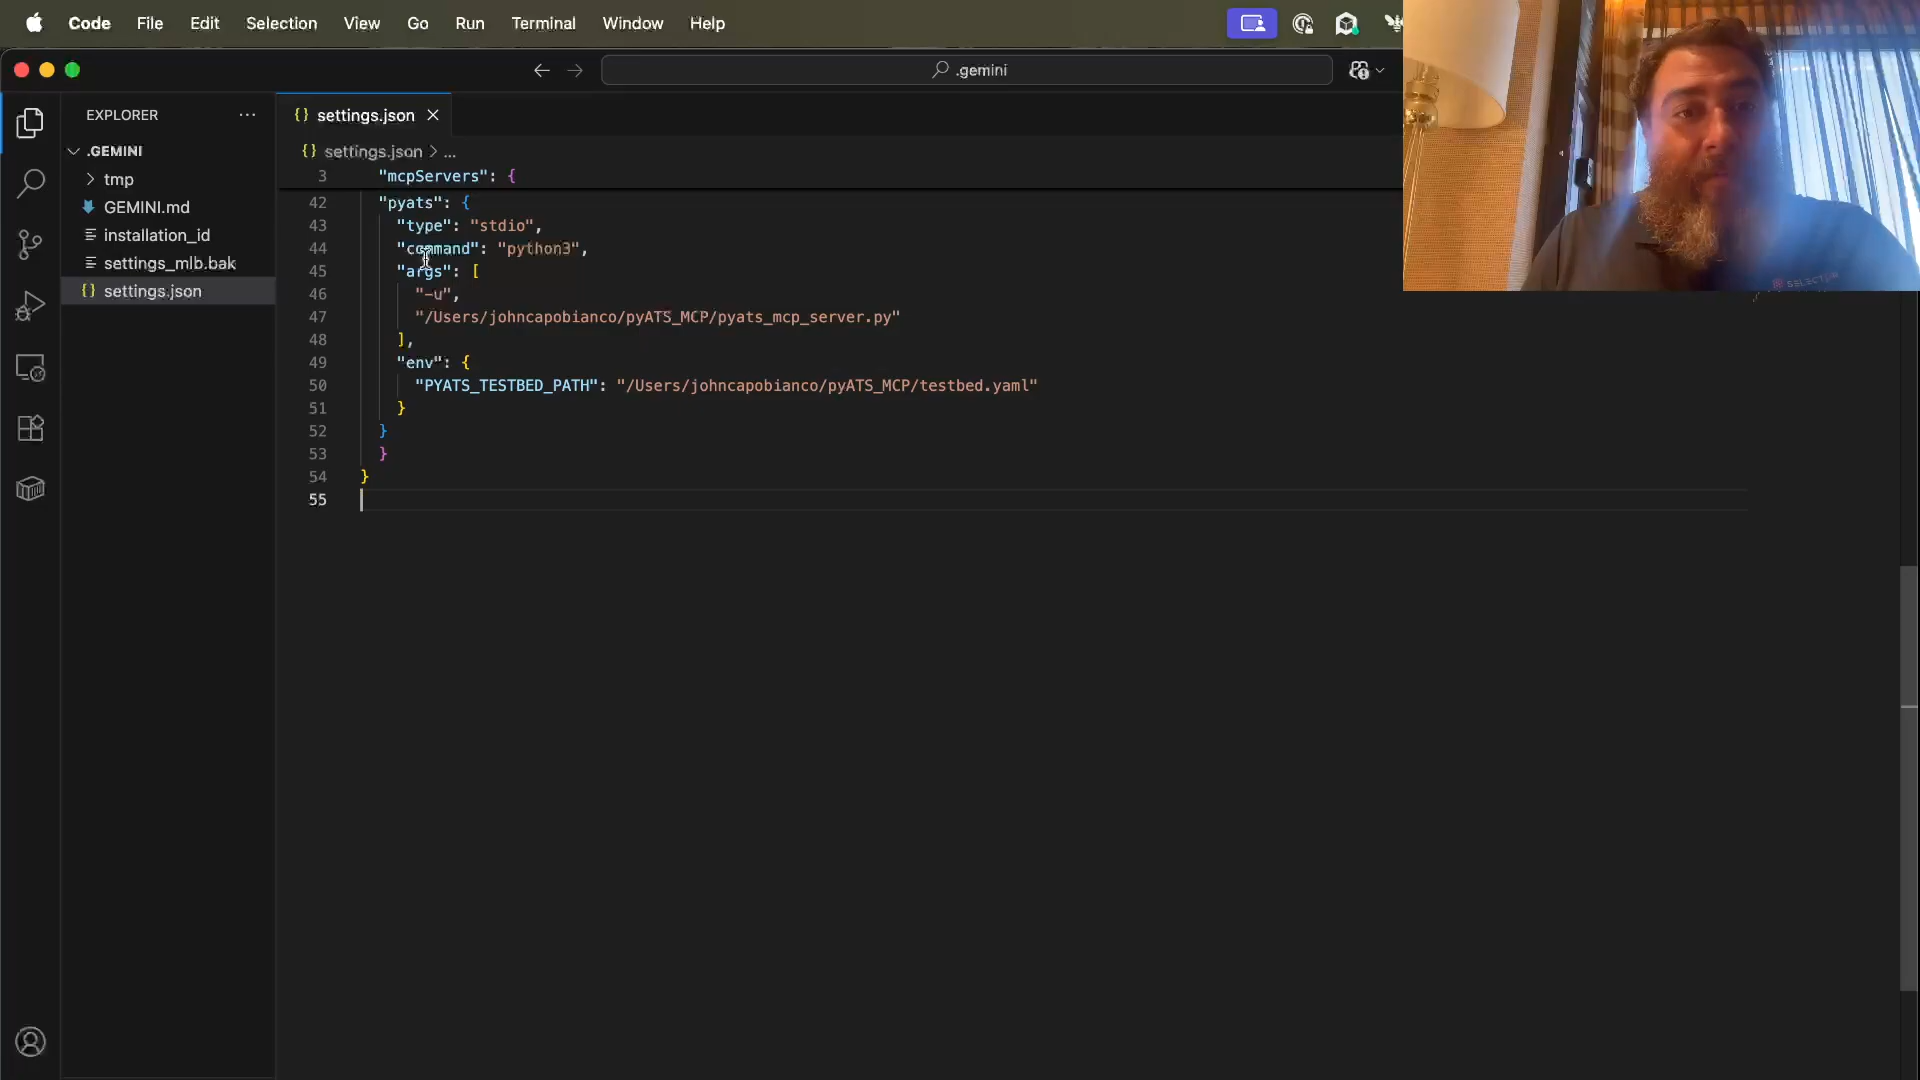 Code File Edit Selection View Go Run Terminal Window Help
.gemini
EXPLORER
settings.json
.GEMINI
settings.json > ...
tmp
GEMINI.md
installation_id
settings_mlb.bak
settings.json
3 "mcpServers": {
42 "pyats": {
43 "type": "stdio",
44 "command": "python3",
45 "args": [
46 "-u",
47 "/Users/johncapobianco/pyATS_MCP/pyats_mcp_server.py"
48 ],
49 "env": {
50 "PYATS_TESTBED_PATH": "/Users/johncapobianco/pyATS_MCP/testbed.yaml"
51 }
52 }
53 }
54 }
55
SELECTOR